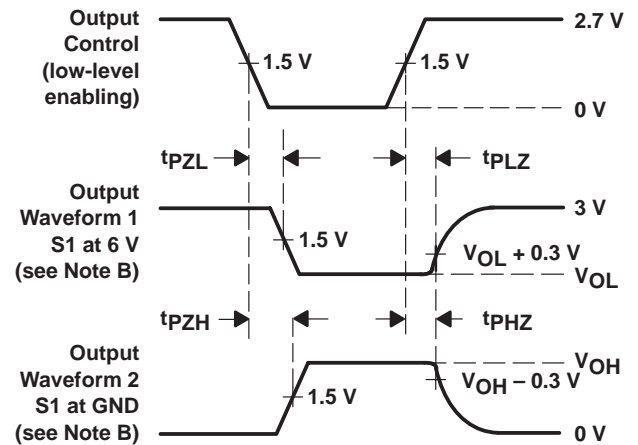 Output
Control
(low-level
enabling)
1.5 V
1.5 V
2.7 V
0 V
tPZL
tPLZ
Output
Waveform 1
S1 at 6 V
(see Note B)
1.5 V
3 V
VOL + 0.3 V
VOL
tPZH
tPHZ
Output
Waveform 2
S1 at GND
(see Note B)
1.5 V
VOH
VOH – 0.3 V
0 V